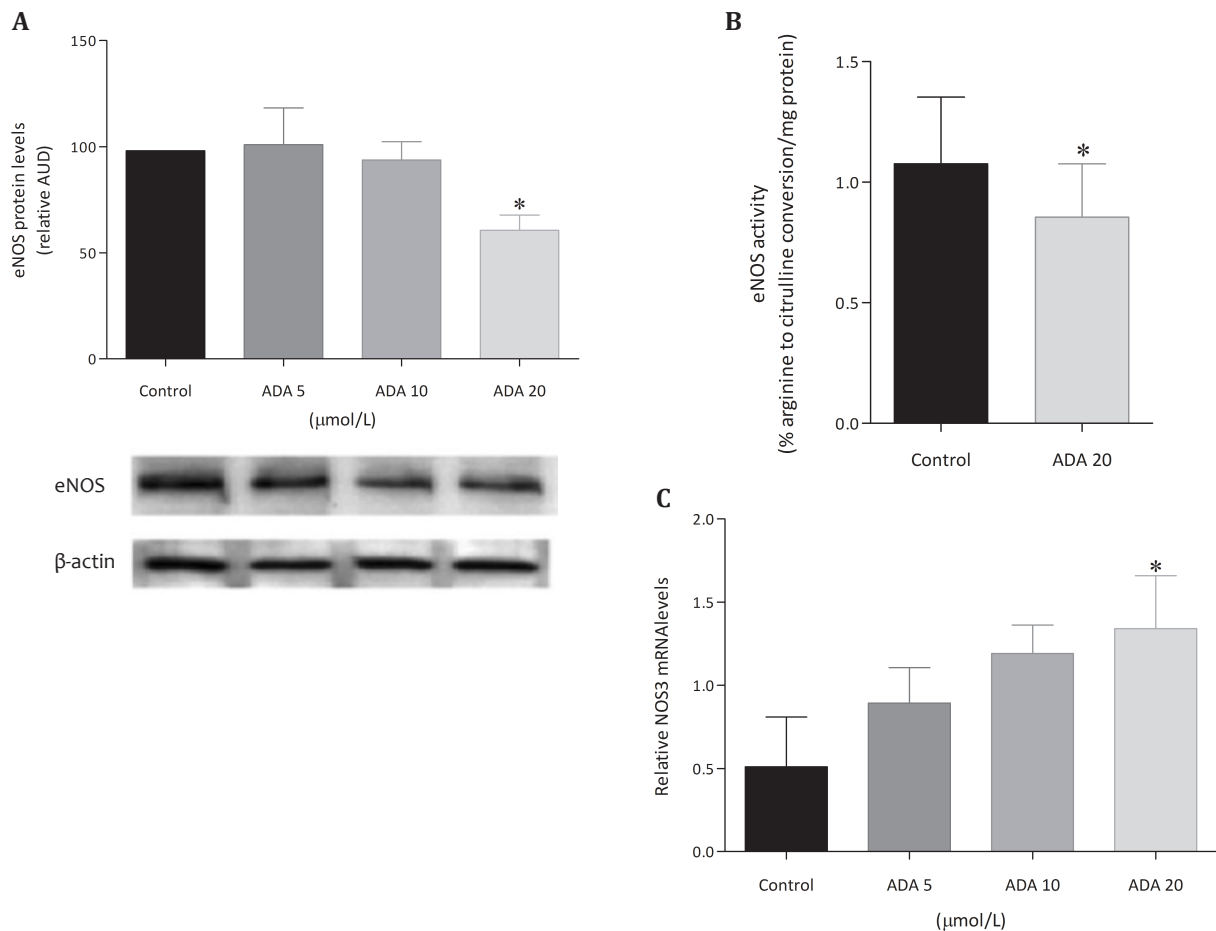 A
eNOS protein levels
(relative AUD)
150
100
50
0
Control ADA 5 ADA 10 ADA 20
*
(μmol/L)
eNOS
β-actin
B
eNOS activity
(% arginine to citrulline conversion/mg protein)
1.5
1.0
0.5
0.0
*
Control ADA 20
C
Relative NOS3 mRNAlevels
2.0
1.5
1.0
0.5
0.0
*
Control ADA 5 ADA 10 ADA 20
(μmol/L)